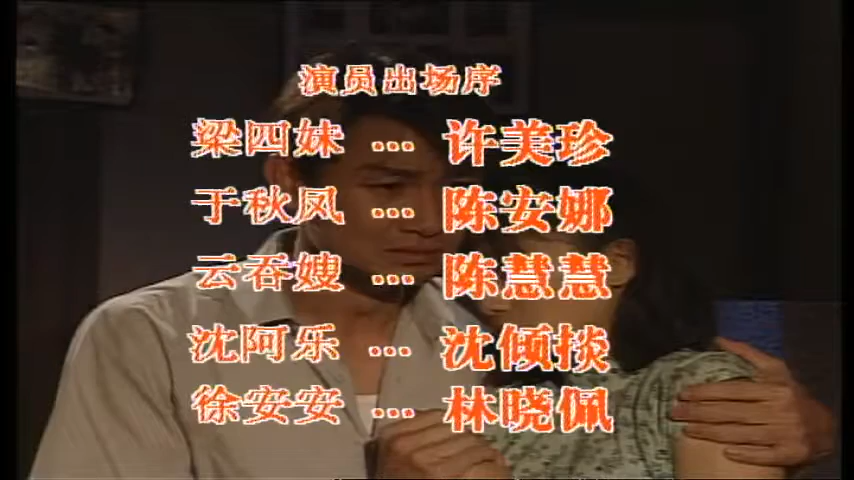 演员出场序
梁四妹 ... 许美珍
于秋凤 ... 陈安娜
云吞嫂 ... 陈慧慧
沈阿乐 ... 沈倾掞
徐安安 ... 林晓佩